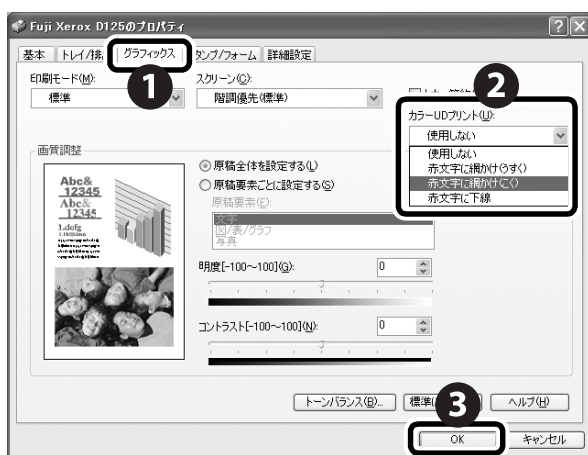 Fuji Xerox D125のプロパティ
基本 トレイ/排 グラフィックス タンプ/フォーム 詳細設定
1
2
印刷モード(M): スクリーン(C):
標準 階調優先(標準)
カラーUDプリント(U):
使用しない
使用しない
赤文字に網かけ(うすく)
赤文字に網かけ(こく)
赤文字に下線
画質調整
原稿全体を設定する(L)
原稿要素ごとに設定する(S)
原稿要素(E):
文字
図/表/グラフ
写真
Abc&
12345
Abc&
12345
明度[-100～100](G): 0
コントラスト[-100～100](N): 0
トーンバランス(B)... 標準( ヘルプ(H)
3
OK キャンセル